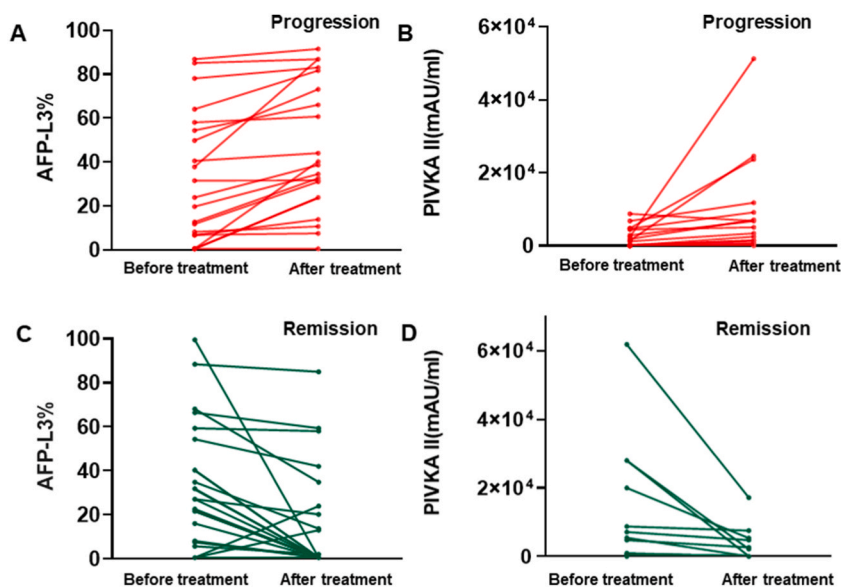 A
Progression
AFP-L3%
100
80
60
40
20
0
Before treatment
After treatment
B
Progression
PIVKA II(mAU/ml)
6×10⁴
4×10⁴
2×10⁴
0
Before treatment
After treatment
C
Remission
AFP-L3%
100
80
60
40
20
0
Before treatment
After treatment
D
Remission
PIVKA II(mAU/ml)
6×10⁴
4×10⁴
2×10⁴
0
Before treatment
After treatment